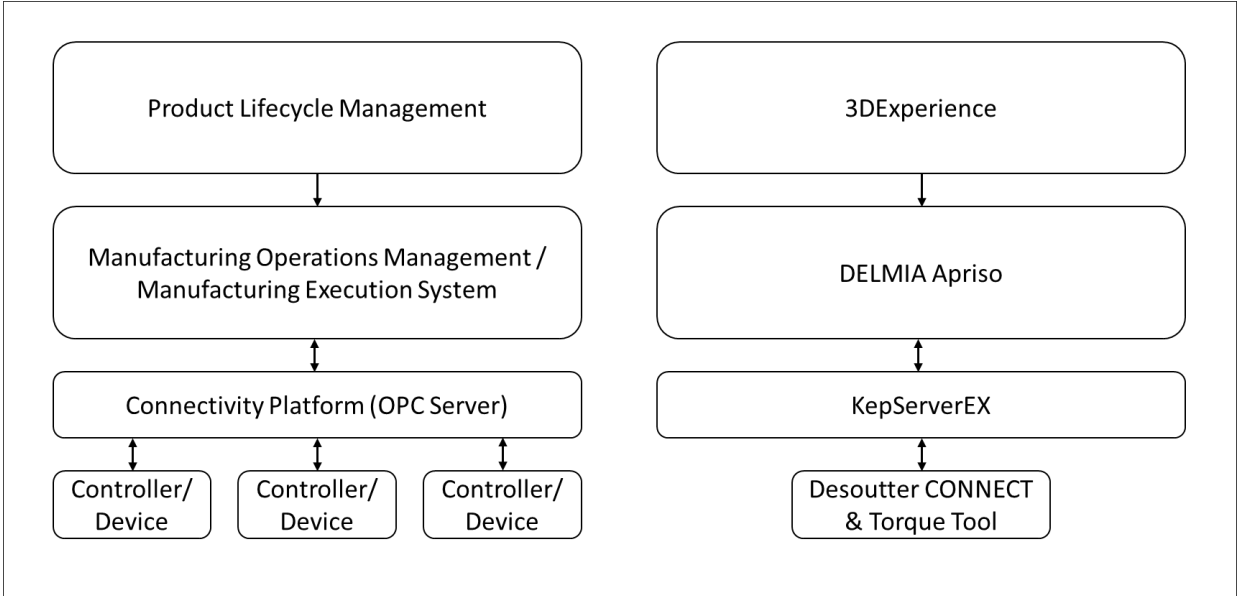 Product Lifecycle Management
3DExperience
Manufacturing Operations Management /
Manufacturing Execution System
DELMIA Apriso
Connectivity Platform (OPC Server)
KepServerEX
Controller/
Device
Controller/
Device
Controller/
Device
Desoutter CONNECT
& Torque Tool